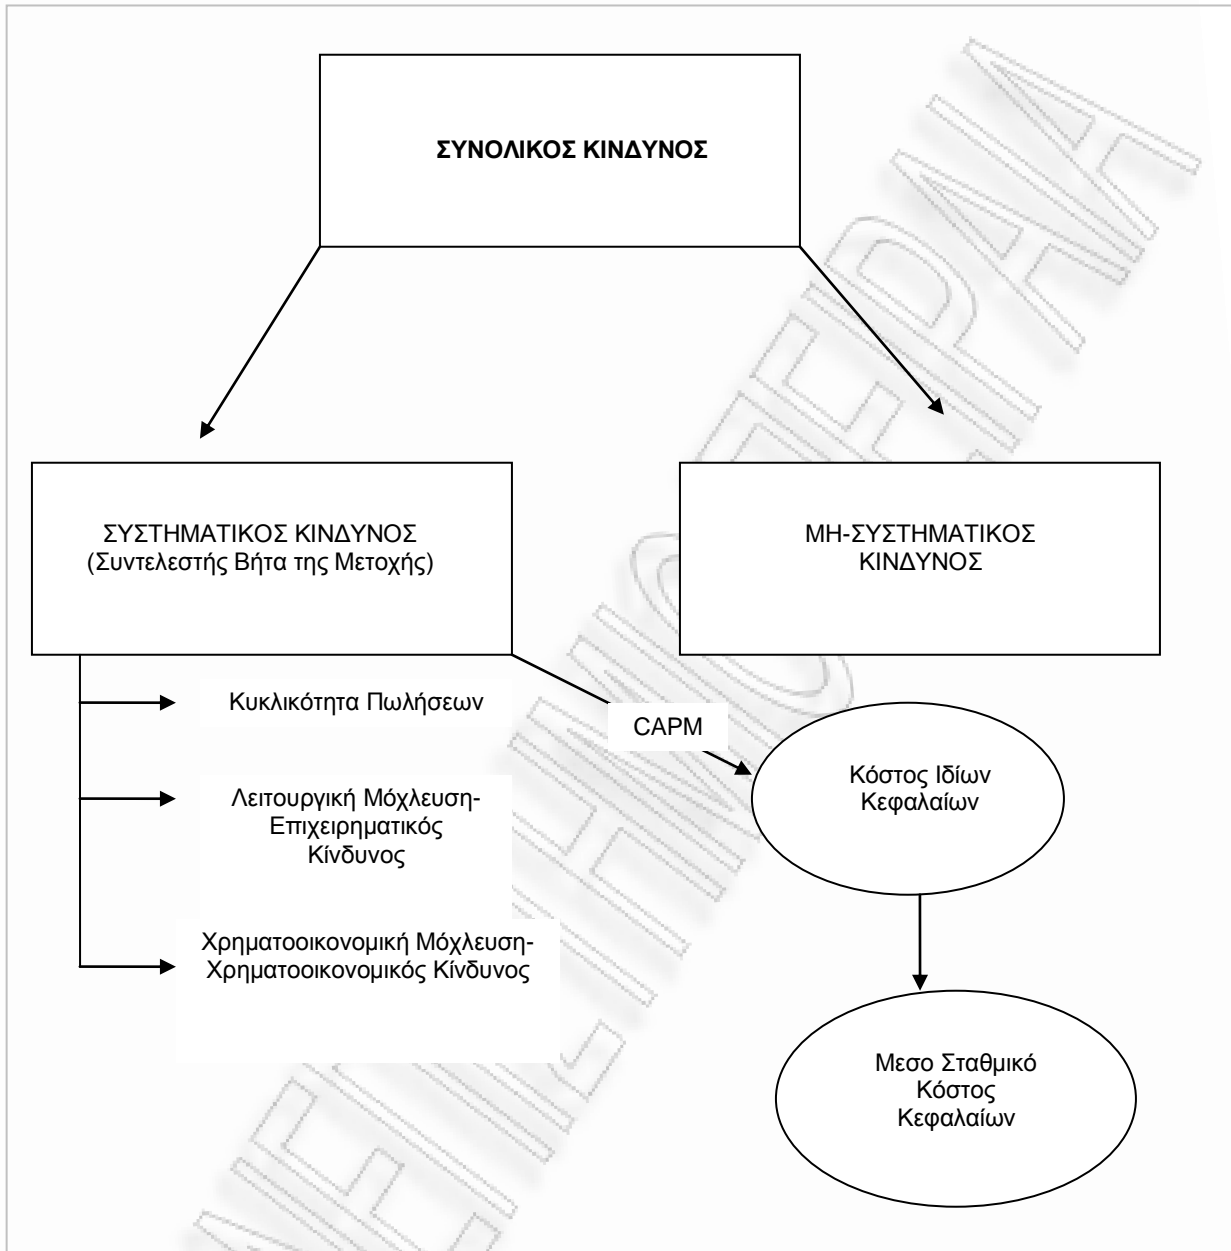 ΣΥΝΟΛΙΚΟΣ ΚΙΝΔΥΝΟΣ
ΣΥΣΤΗΜΑΤΙΚΟΣ ΚΙΝΔΥΝΟΣ
(Συντελεστής Βήτα της Μετοχής)
ΜΗ-ΣΥΣΤΗΜΑΤΙΚΟΣ
ΚΙΝΔΥΝΟΣ
Κυκλικότητα Πωλήσεων
CAPM
Κόστος Ιδίων
Κεφαλαίων
Λειτουργική Μόχλευση-
Επιχειρηματικός
Κίνδυνος
Χρηματοοικονομική Μόχλευση-
Χρηματοοικονομικός Κίνδυνος
Μεσο Σταθμικό
Κόστος
Κεφαλαίων